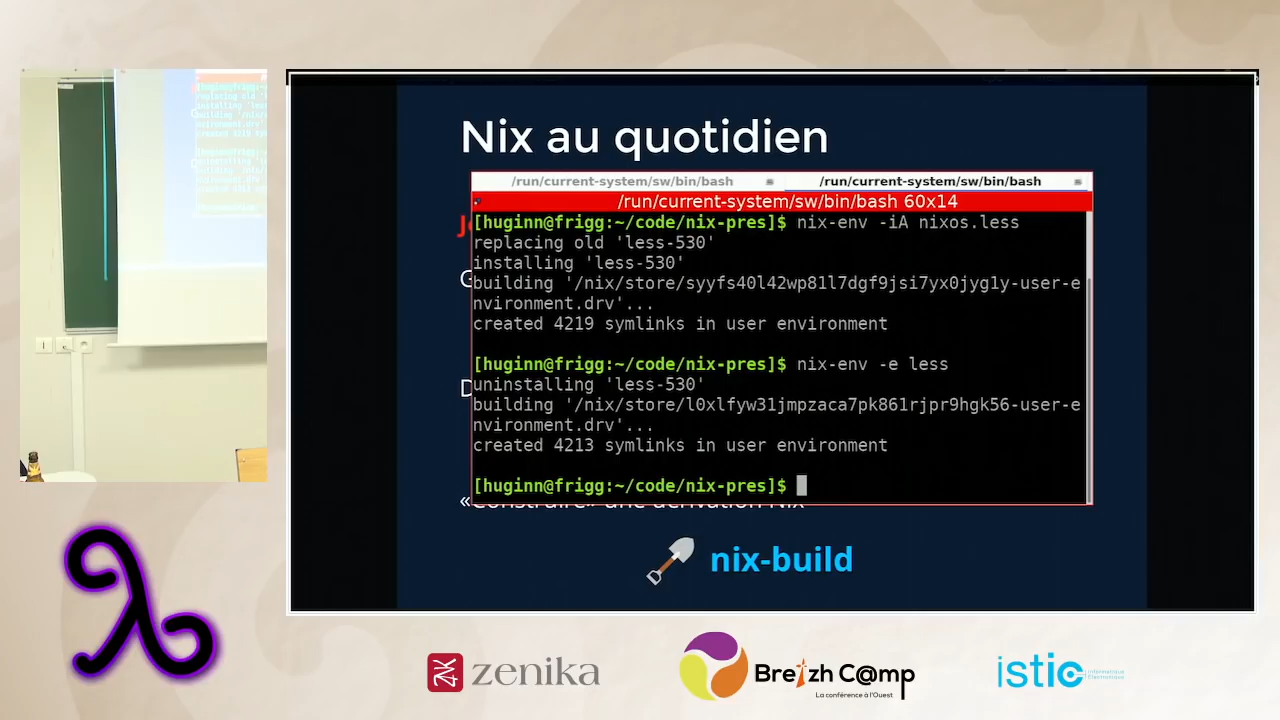 Nix au quotidien
/run/current-system/sw/bin/bash
/run/current-system/sw/bin/bash
/run/current-system/sw/bin/bash 60x14
[huginn@frigg:~/code/nix-pres]$ nix-env -iA nixos.less
replacing old 'less-530'
installing 'less-530'
building '/nix/store/syyfs40l42wp81l7dgf9jsi7yx0jyg1y-user-e
nvironment.drv'...
created 4219 symlinks in user environment
[huginn@frigg:~/code/nix-pres]$ nix-env -e less
uninstalling 'less-530'
building '/nix/store/l0xlfyw31jmpzaca7pk861rjpr9hgk56-user-e
nvironment.drv'...
created 4213 symlinks in user environment
[huginn@frigg:~/code/nix-pres]$
«Construire» une dérivation Nix
nix-build
zenika
Breizh C@mp
La conférence à l'Ouest
istic